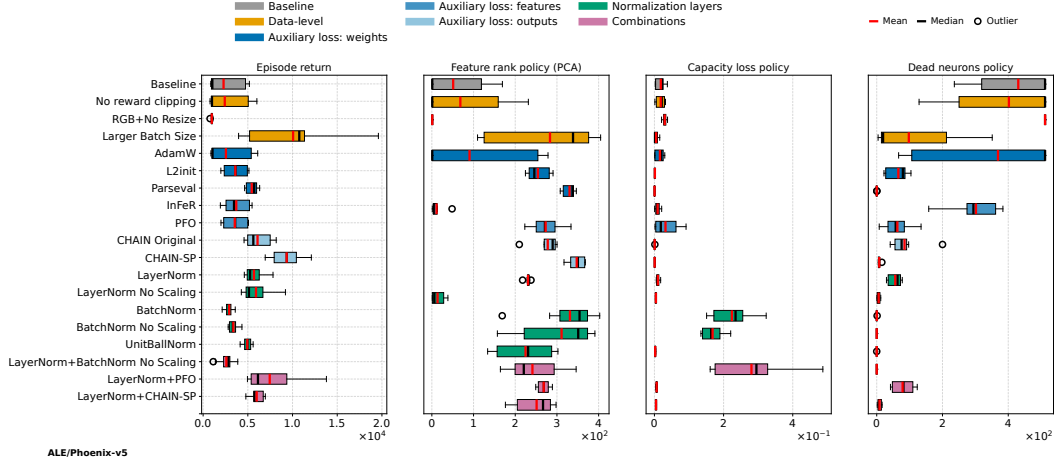 Baseline
Data-level
Auxiliary loss: weights
Auxiliary loss: features
Auxiliary loss: outputs
Normalization layers
Combinations
Mean
Median
Outlier
Episode return
Feature rank policy (PCA)
Capacity loss policy
Dead neurons policy
Baseline
No reward clipping
RGB+No Resize
Larger Batch Size
AdamW
L2init
Parseval
InFeR
PFO
CHAIN Original
CHAIN-SP
LayerNorm
LayerNorm No Scaling
BatchNorm
BatchNorm No Scaling
UnitBallNorm
LayerNorm+BatchNorm No Scaling
LayerNorm+PFO
LayerNorm+CHAIN-SP
0.0 0.5 1.0 1.5 2.0
×10⁴
0 1 2 3 4
×10²
0 2 4
×10⁻¹
0 2 4
×10²
ALE/Phoenix-v5